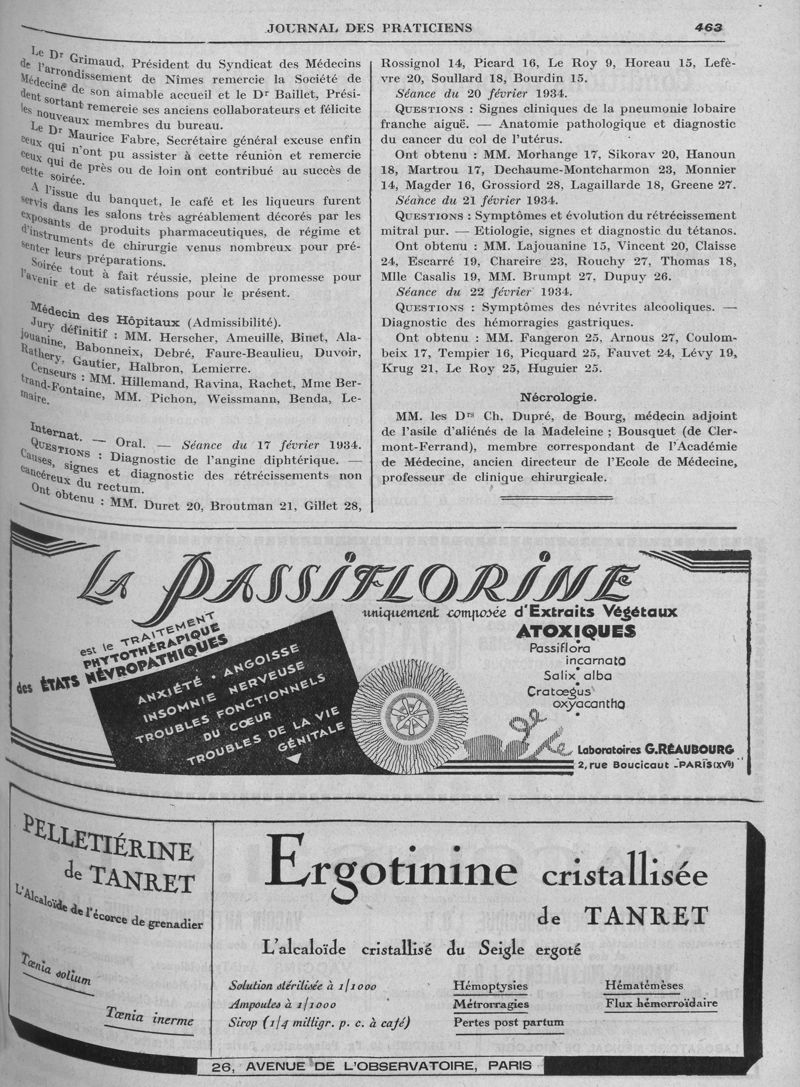 JOURNAL DES PRATICIENS
463
Le Dr Grimaud, Président du Syndicat des Médecins
de l'arrondissement de Nîmes remercie la Société de
Médecine de son aimable accueil et le Dr Baillet, Prési-
dent sortant remercie ses anciens collaborateurs et félicite
les nouveaux membres du bureau.
Le Dr Maurice Fabre, Secrétaire général excuse enfin
ceux qui n'ont pu assister à cette réunion et remercie
ceux qui de près ou de loin ont contribué au succès de
cette soirée.
A l'issue du banquet, le café et les liqueurs furent
servis dans les salons très agréablement décorés par les
exposants de produits pharmaceutiques, de régime et
d'instruments de chirurgie venus nombreux pour pré-
senter leurs préparations.
Soirée tout à fait réussie, pleine de promesse pour
l'avenir et de satisfactions pour le présent.
Médecin des Hôpitaux (Admissibilité).
Jury définitif : MM. Herscher, Ameuille, Binet, Ala-
jouanine, Babonneix, Debré, Faure-Beaulieu, Duvoir,
Rathery, Gautier, Halbron, Lemierre.
Censeurs : MM. Hillemand, Ravina, Rachet, Mme Ber-
trand-Fontaine, MM. Pichon, Weissmann, Benda, Le-
maire.
Internat. — Oral. — Séance du 17 février 1934.
QUESTIONS : Diagnostic de l'angine diphtérique. —
Causes, signes et diagnostic des rétrécissements non
cancéreux du rectum.
Ont obtenu : MM. Duret 20, Broutman 21, Gillet 28,
Rossignol 14, Picard 16, Le Roy 9, Horeau 15, Lefè-
vre 20, Soullard 18, Bourdin 15.
Séance du 20 février 1934.
QUESTIONS : Signes cliniques de la pneumonie lobaire
franche aiguë. — Anatomie pathologique et diagnostic
du cancer du col de l'utérus.
Ont obtenu : MM. Morhange 17, Sikorav 20, Hanoun
18, Martrou 17, Dechaume-Montcharmon 23, Monnier
14, Magder 16, Grossiord 28, Lagaillarde 18, Greene 27.
Séance du 21 février 1934.
QUESTIONS : Symptômes et évolution du rétrécissement
mitral pur. — Etiologie, signes et diagnostic du tétanos.
Ont obtenu : MM. Lajouanine 15, Vincent 20, Claisse
24, Escarré 19, Chareire 23, Rouchy 27, Thomas 18,
Mlle Casalis 19, MM. Brumpt 27, Dupuy 26.
Séance du 22 février 1934.
QUESTIONS : Symptômes des névrites alcooliques. —
Diagnostic des hémorragies gastriques.
Ont obtenu : MM. Fangeron 25, Arnous 27, Coulom-
beix 17, Tempier 16, Picquard 25, Fauvet 24, Lévy 19,
Krug 21, Le Roy 25, Huguier 25.
Nécrologie.
MM. les Drs Ch. Dupré, de Bourg, médecin adjoint
de l'asile d'aliénés de la Madeleine ; Bousquet (de Cler-
mont-Ferrand), membre correspondant de l'Académie
de Médecine, ancien directeur de l'Ecole de Médecine,
professeur de clinique chirurgicale.
LA PASSIFLORINE
uniquement composée d'Extraits Végétaux
ATOXIQUES
Passiflora
incarnata
Salix alba
Cratœgus
oxyacantha
est le TRAITEMENT
PHYTOTHÉRAPIQUE
des ÉTATS NÉVROPATHIQUES
ANXIÉTÉ • ANGOISSE
INSOMNIE NERVEUSE
TROUBLES FONCTIONNELS
DU CŒUR
TROUBLES DE LA VIE
GÉNITALE
Laboratoires G.RÉAUBOURG
2, rue Boucicaut - PARIS (XVe)
PELLETIÉRINE
de TANRET
L'Alcaloïde de l'écorce de grenadier
Tœnia solium
Tœnia inerme
Ergotinine cristallisée
de TANRET
L'alcaloïde cristallisé du Seigle ergoté
Solution stérilisée à 1/1000
Ampoules à 1/1000
Sirop (1/4 milligr. p. c. à café)
Hémoptysies
Métrorragies
Pertes post partum
Hématémèses
Flux hémorroïdaire
26, AVENUE DE L'OBSERVATOIRE, PARIS